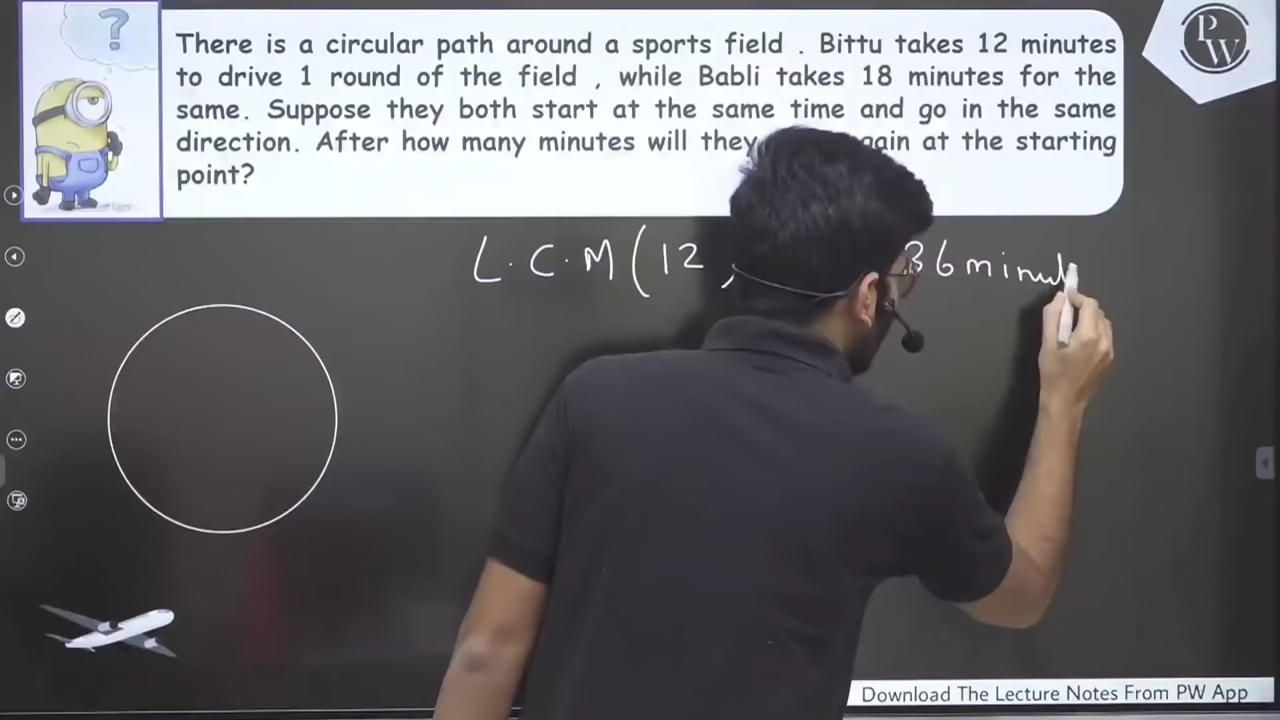 ?
There is a circular path around a sports field . Bittu takes 12 minutes
to drive 1 round of the field , while Babli takes 18 minutes for the
same. Suppose they both start at the same time and go in the same
direction. After how many minutes will they at the starting
point?
PW
L.C.M(12 , 36 minut
Download The Lecture Notes From PW App